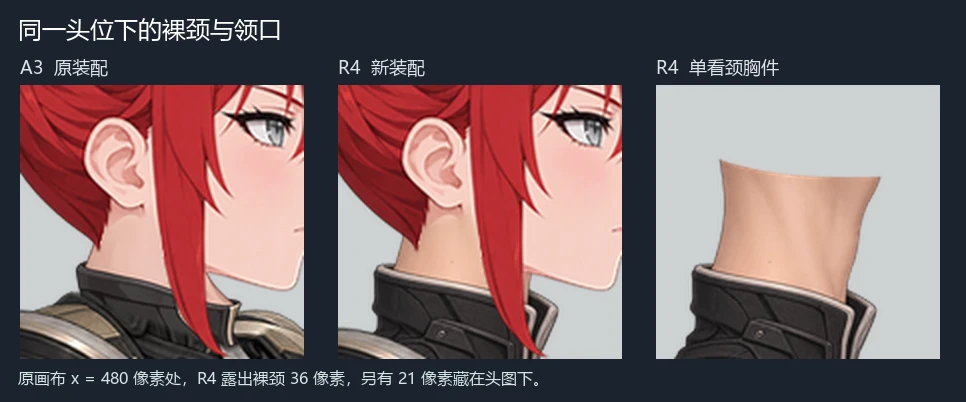 同一头位下的裸颈与领口
A3 原装配
R4 新装配
R4 单看颈胸件
原画布 x = 480 像素处，R4 露出裸颈 36 像素，另有 21 像素藏在头图下。